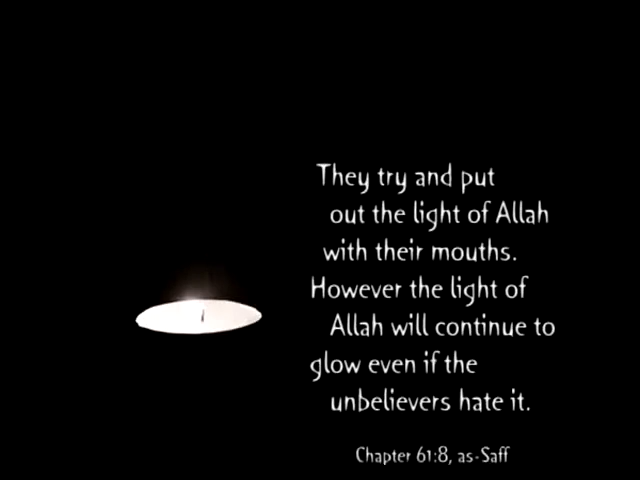 They try and put
out the light of Allah
with their mouths.
However the light of
Allah will continue to
glow even if the
unbelievers hate it.
Chapter 61:8, as-Saff